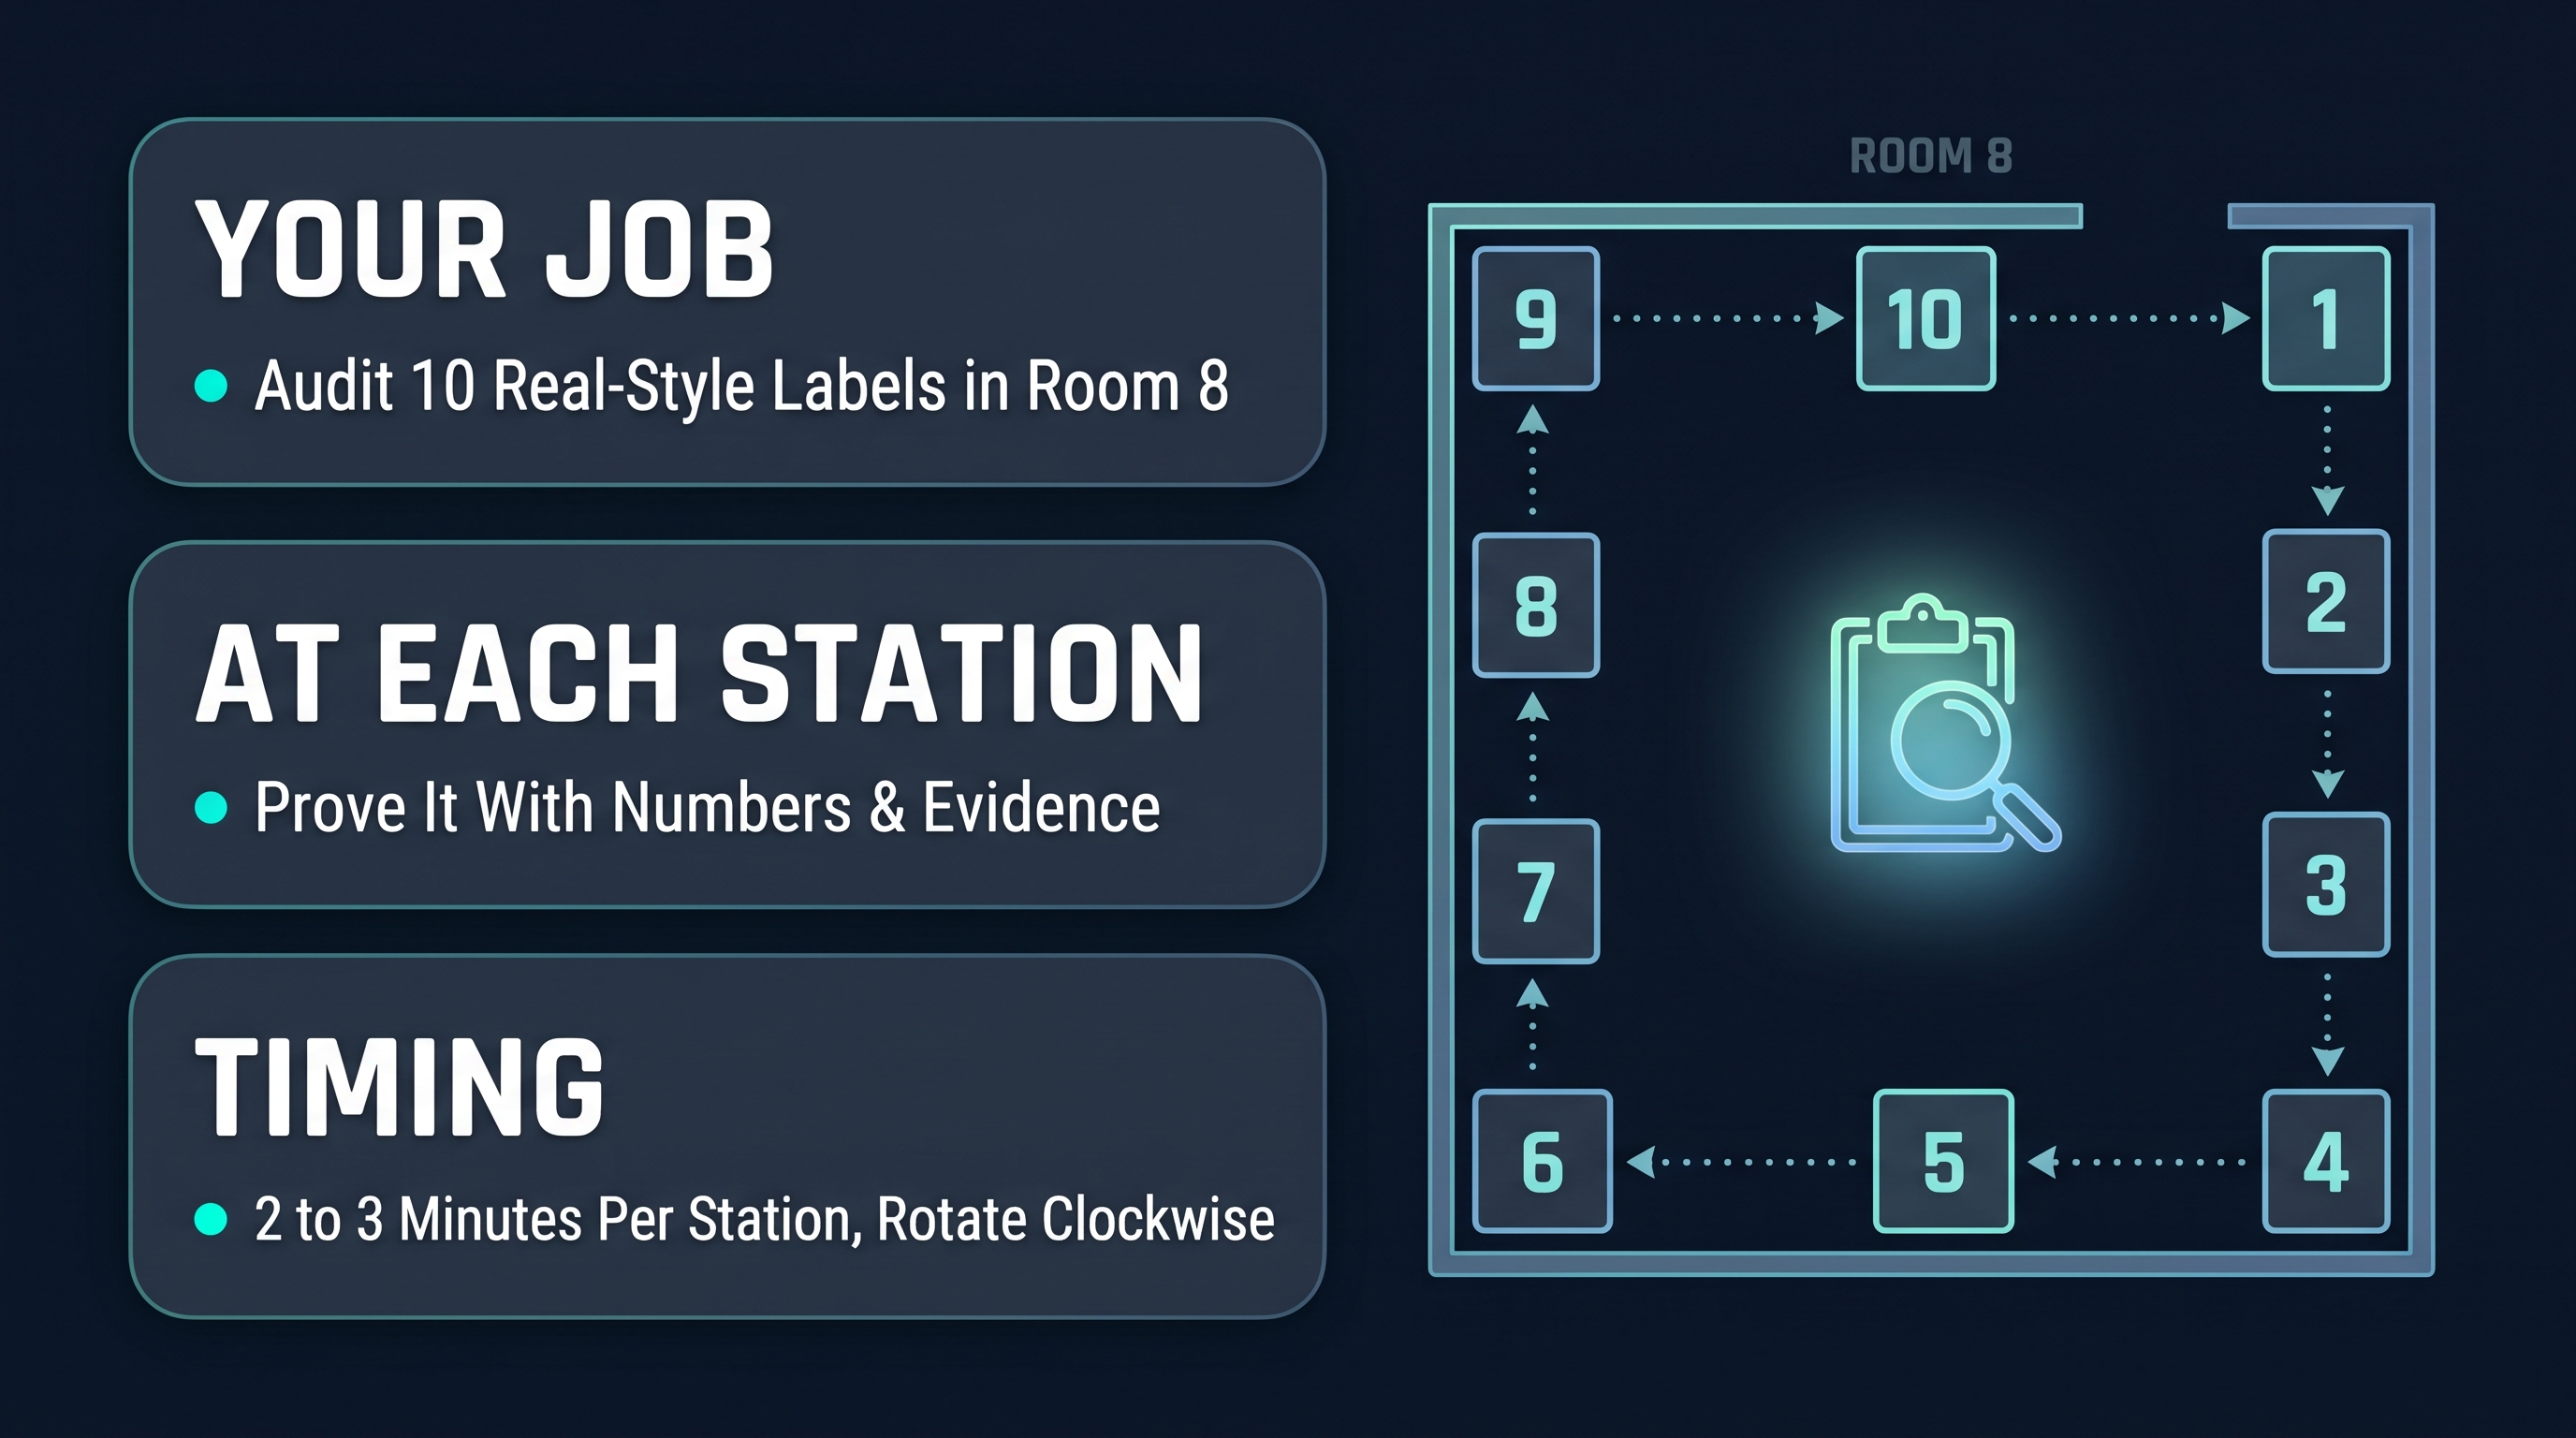 YOUR JOB
Audit 10 Real-Style Labels in Room 8
AT EACH STATION
Prove It With Numbers & Evidence
TIMING
2 to 3 Minutes Per Station, Rotate Clockwise
ROOM 8
9
10
1
8
2
7
3
6
5
4